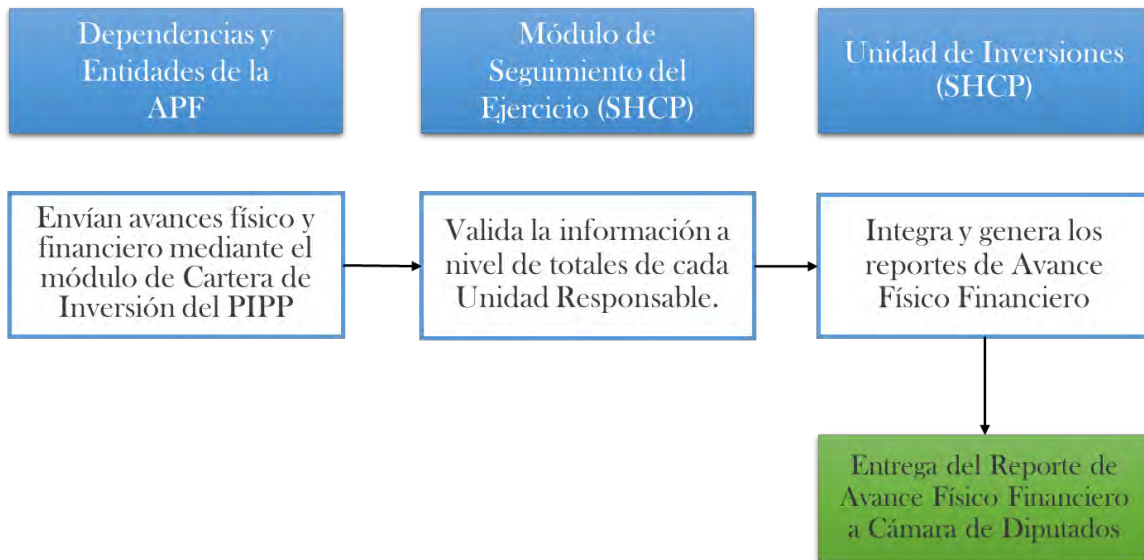 Dependencias y
Entidades de la
APF
Módulo de
Seguimiento del
Ejercicio (SHCP)
Unidad de Inversiones
(SHCP)
Envían avances físico y
financiero mediante el
módulo de Cartera de
Inversión del PIPP
Valida la información a
nivel de totales de cada
Unidad Responsable.
Integra y genera los
reportes de Avance
Físico Financiero
Entrega del Reporte de
Avance Físico Financiero
a Cámara de Diputados